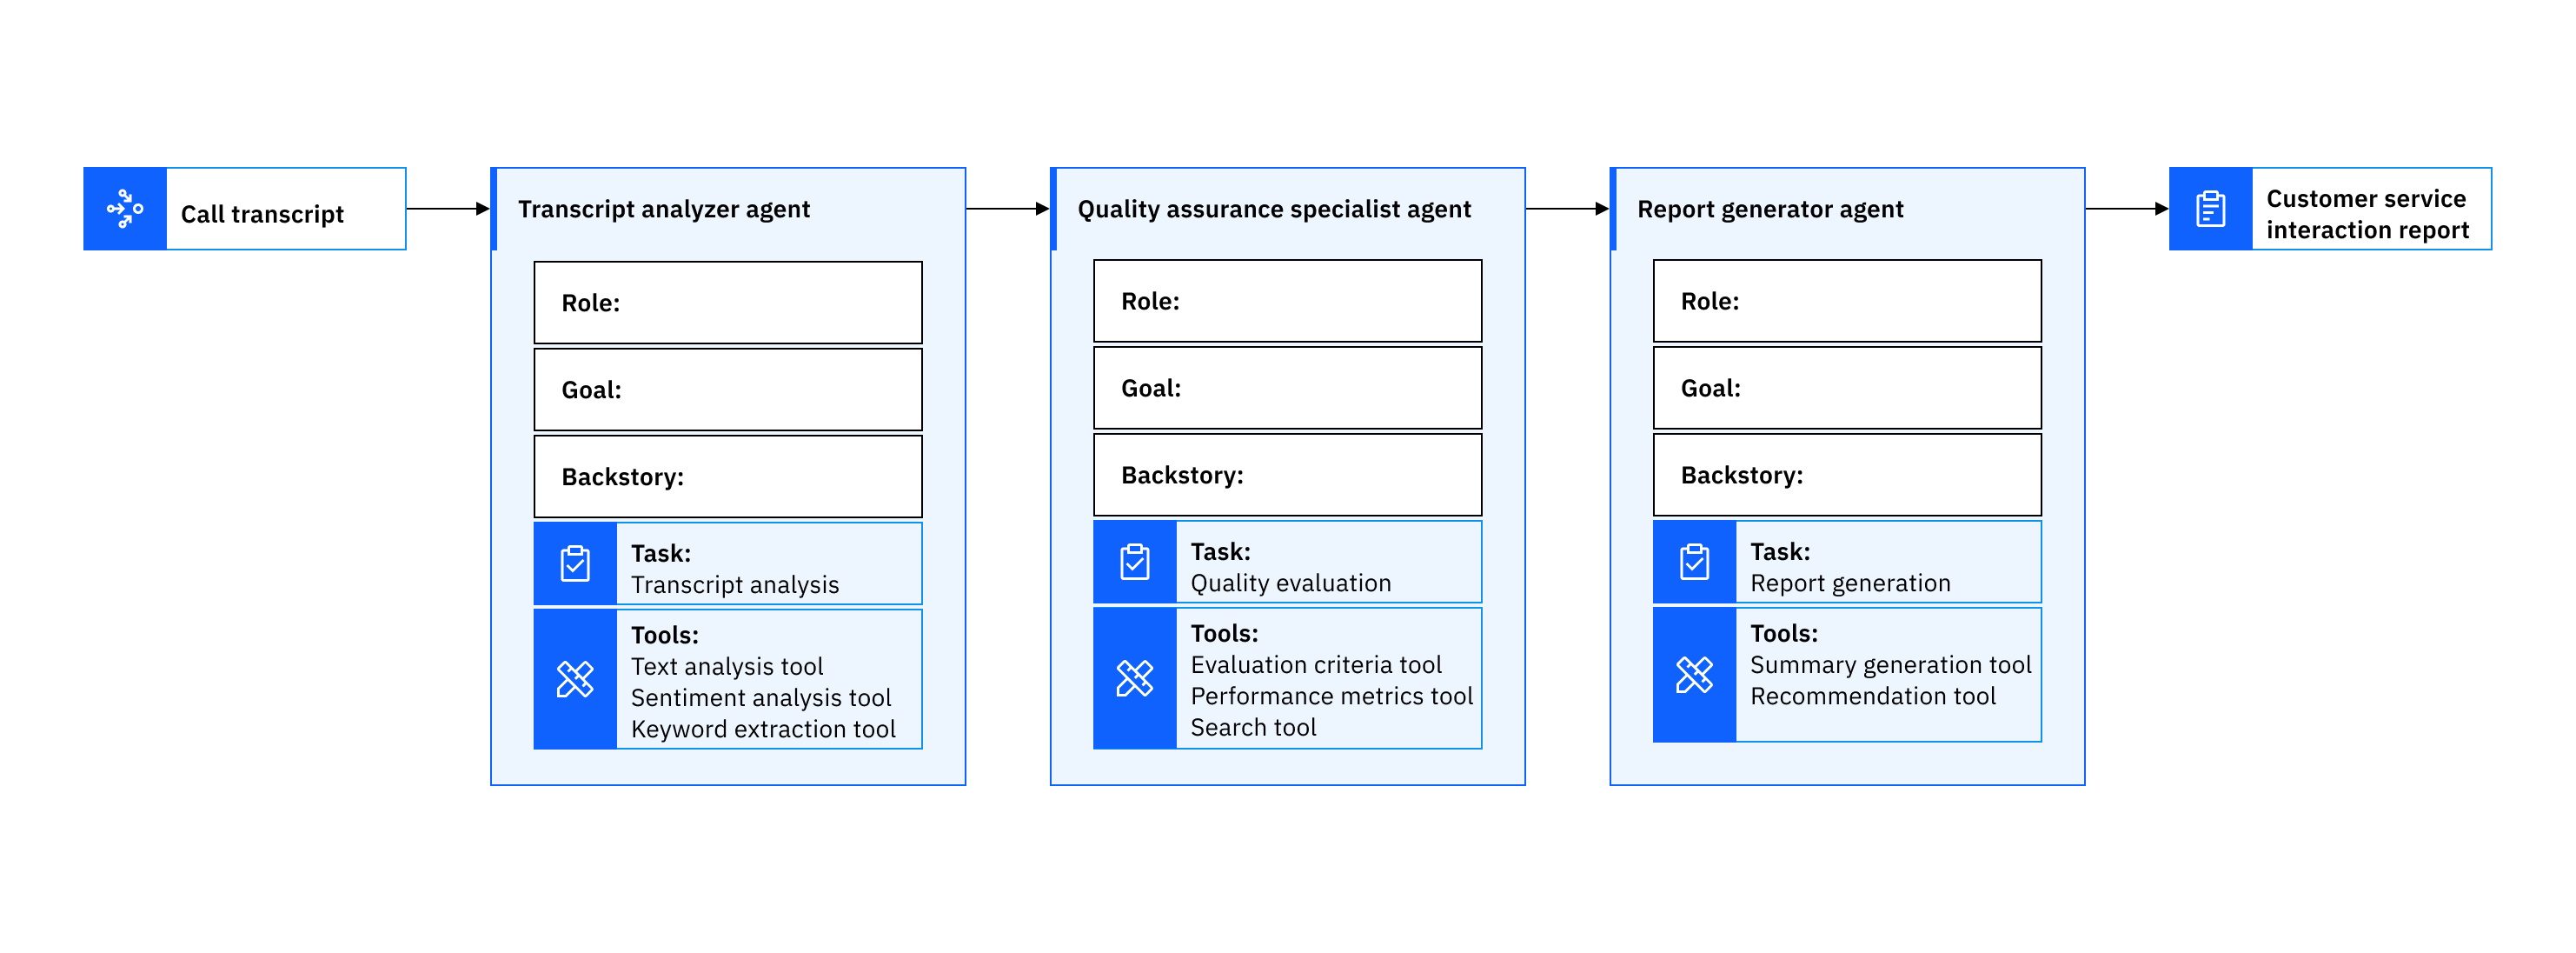 Call transcript
Transcript analyzer agent
Role:
Goal:
Backstory:
Task:
Transcript analysis
Tools:
Text analysis tool
Sentiment analysis tool
Keyword extraction tool
Quality assurance specialist agent
Role:
Goal:
Backstory:
Task:
Quality evaluation
Tools:
Evaluation criteria tool
Performance metrics tool
Search tool
Report generator agent
Role:
Goal:
Backstory:
Task:
Report generation
Tools:
Summary generation tool
Recommendation tool
Customer service
interaction report